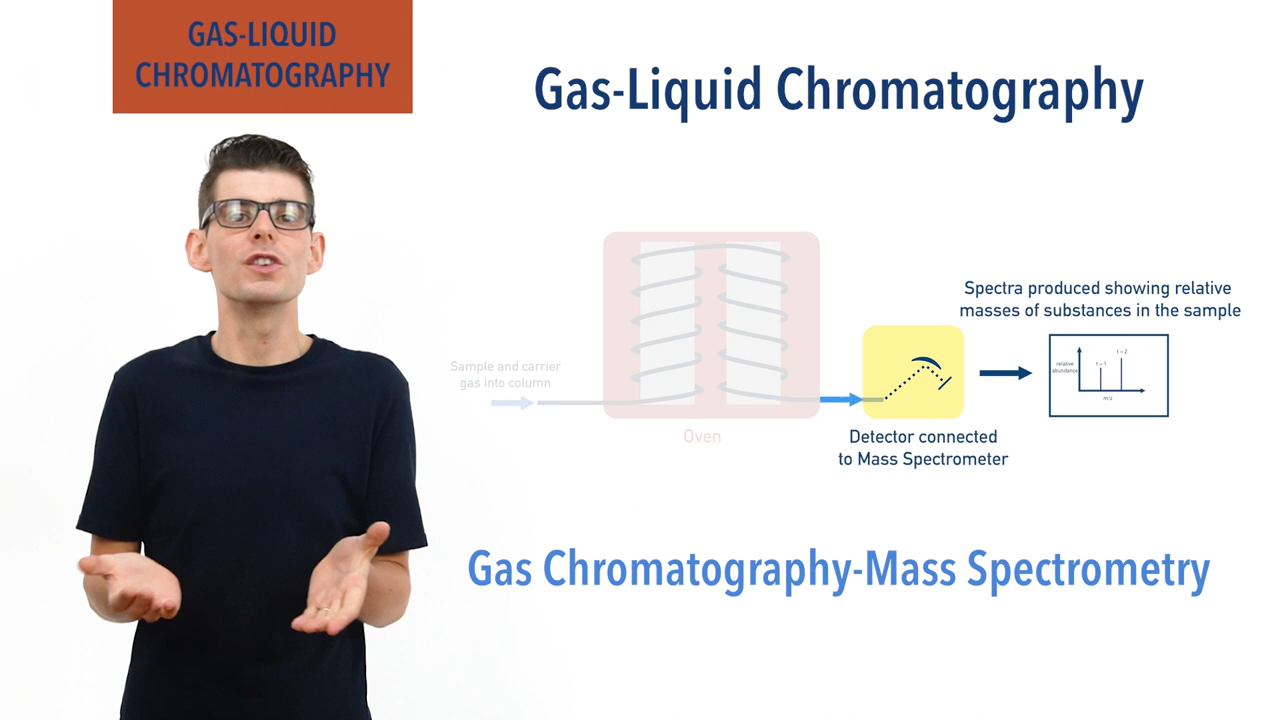 GAS-LIQUID
CHROMATOGRAPHY
Gas-Liquid Chromatography
Spectra produced showing relative
masses of substances in the sample
Sample and carrier
gas into column
relative
abundance
t = 1
t = 2
m/z
Oven
Detector connected
to Mass Spectrometer
Gas Chromatography-Mass Spectrometry